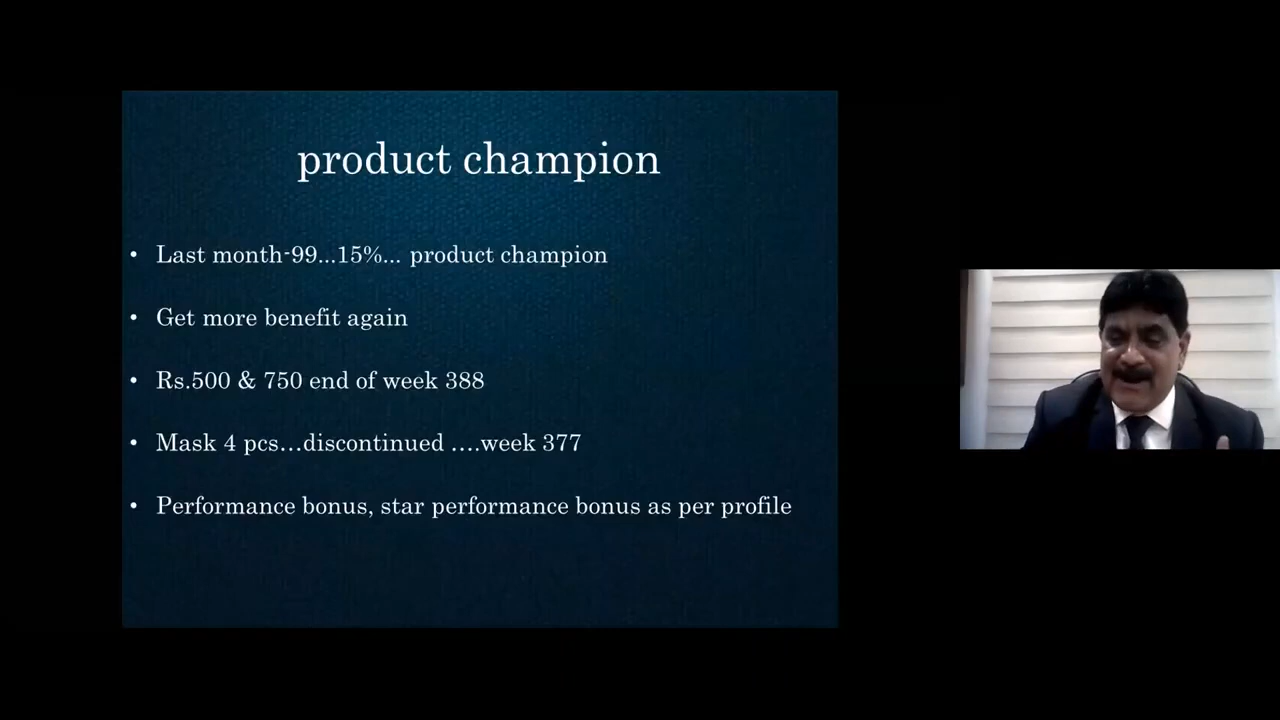 product champion
• Last month-99...15%... product champion
• Get more benefit again
• Rs.500 & 750 end of week 388
• Mask 4 pcs...discontinued ....week 377
• Performance bonus, star performance bonus as per profile